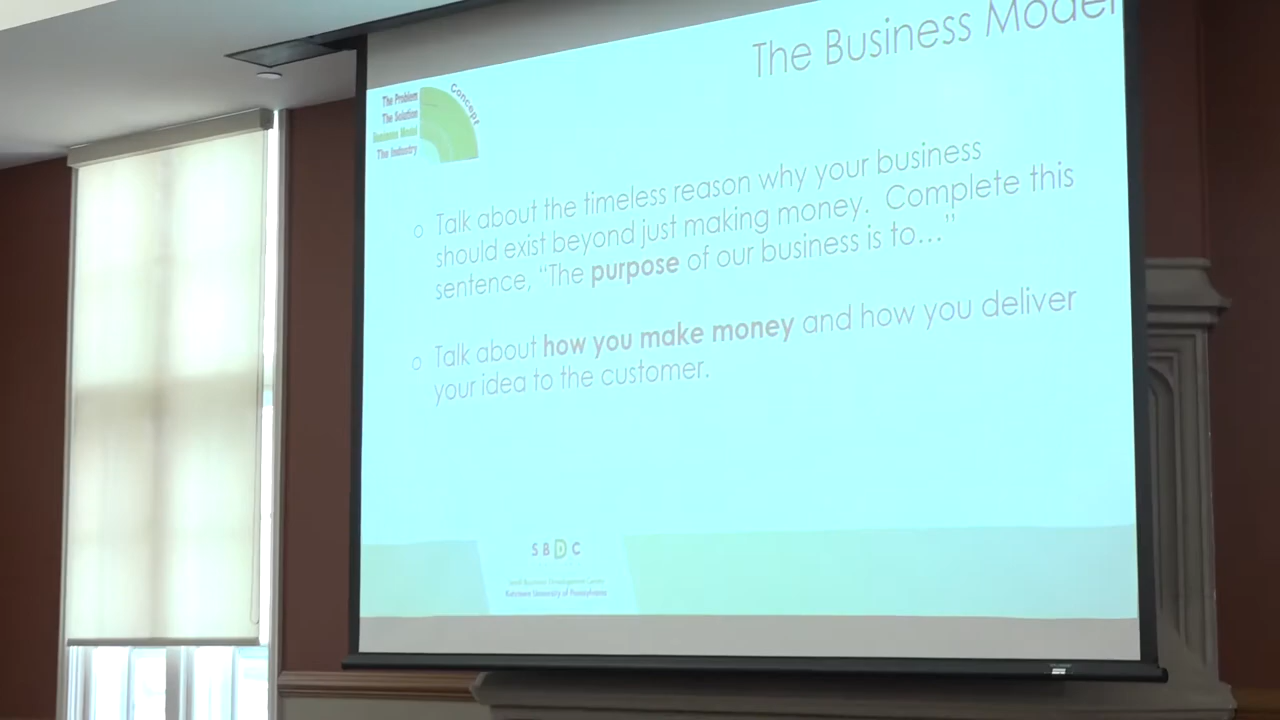 The Business Model
Concept
The Problem
The Solution
Business Model
The Industry
o Talk about the timeless reason why your business
should exist beyond just making money. Complete this
sentence, “The purpose of our business is to...”
o Talk about how you make money and how you deliver
your idea to the customer.
SBDC
Small Business Development Center
Kutztown University of Pennsylvania